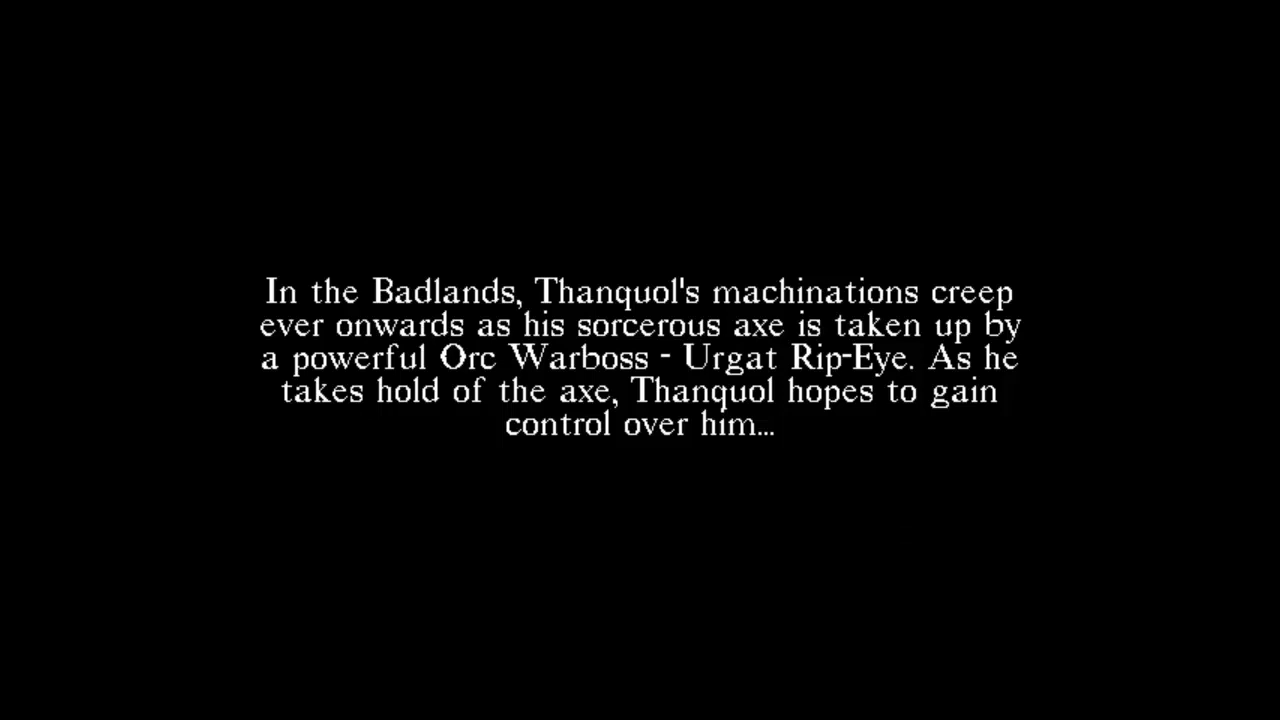 In the Badlands, Thanquol's machinations creep
ever onwards as his sorcerous axe is taken up by
a powerful Orc Warboss - Urgat Rip-Eye. As he
takes hold of the axe, Thanquol hopes to gain
control over him...